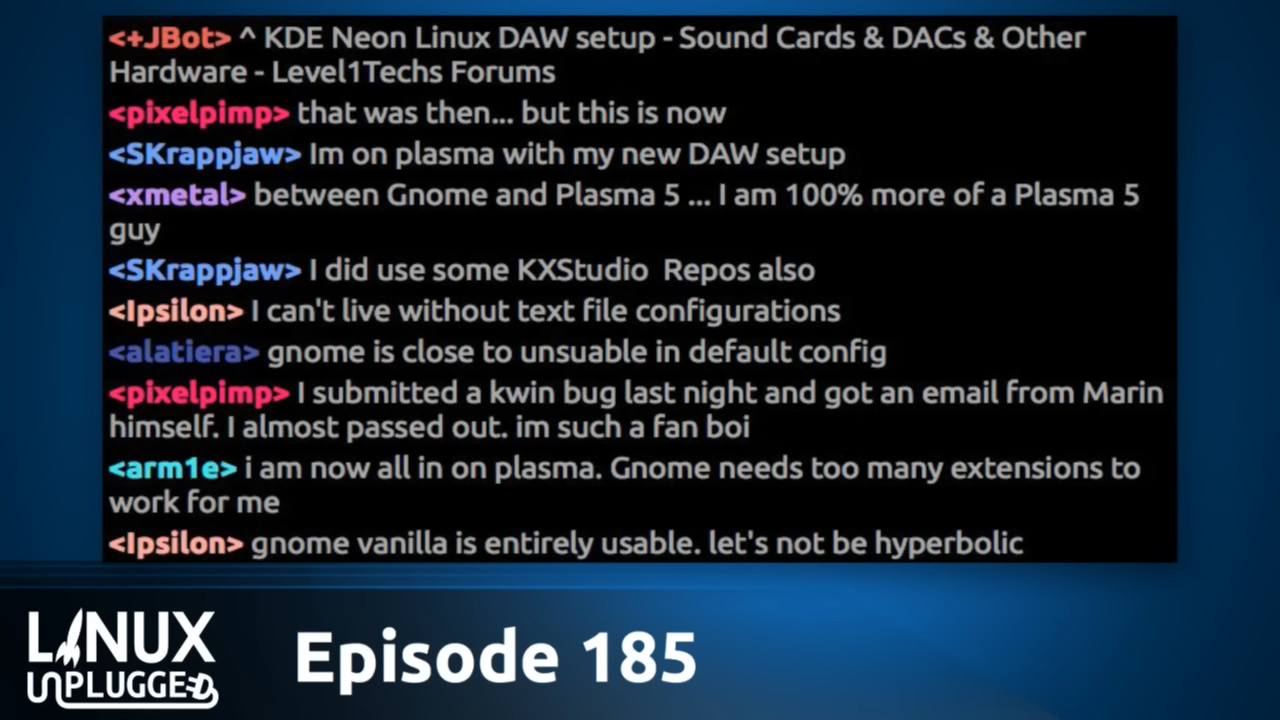 <+JBot> ^ KDE Neon Linux DAW setup - Sound Cards & DACs & Other
Hardware - Level1Techs Forums
<pixelpimp> that was then... but this is now
<SKrappjaw> Im on plasma with my new DAW setup
<xmetal> between Gnome and Plasma 5 ... I am 100% more of a Plasma 5
guy
<SKrappjaw> I did use some KXStudio  Repos also
<Ipsilon> I can't live without text file configurations
<alatiera> gnome is close to unsuable in default config
<pixelpimp> I submitted a kwin bug last night and got an email from Marin
himself. I almost passed out. im such a fan boi
<arm1e> i am now all in on plasma. Gnome needs too many extensions to
work for me
<Ipsilon> gnome vanilla is entirely usable. let's not be hyperbolic
LINUX
UNPLUGGED
Episode 185